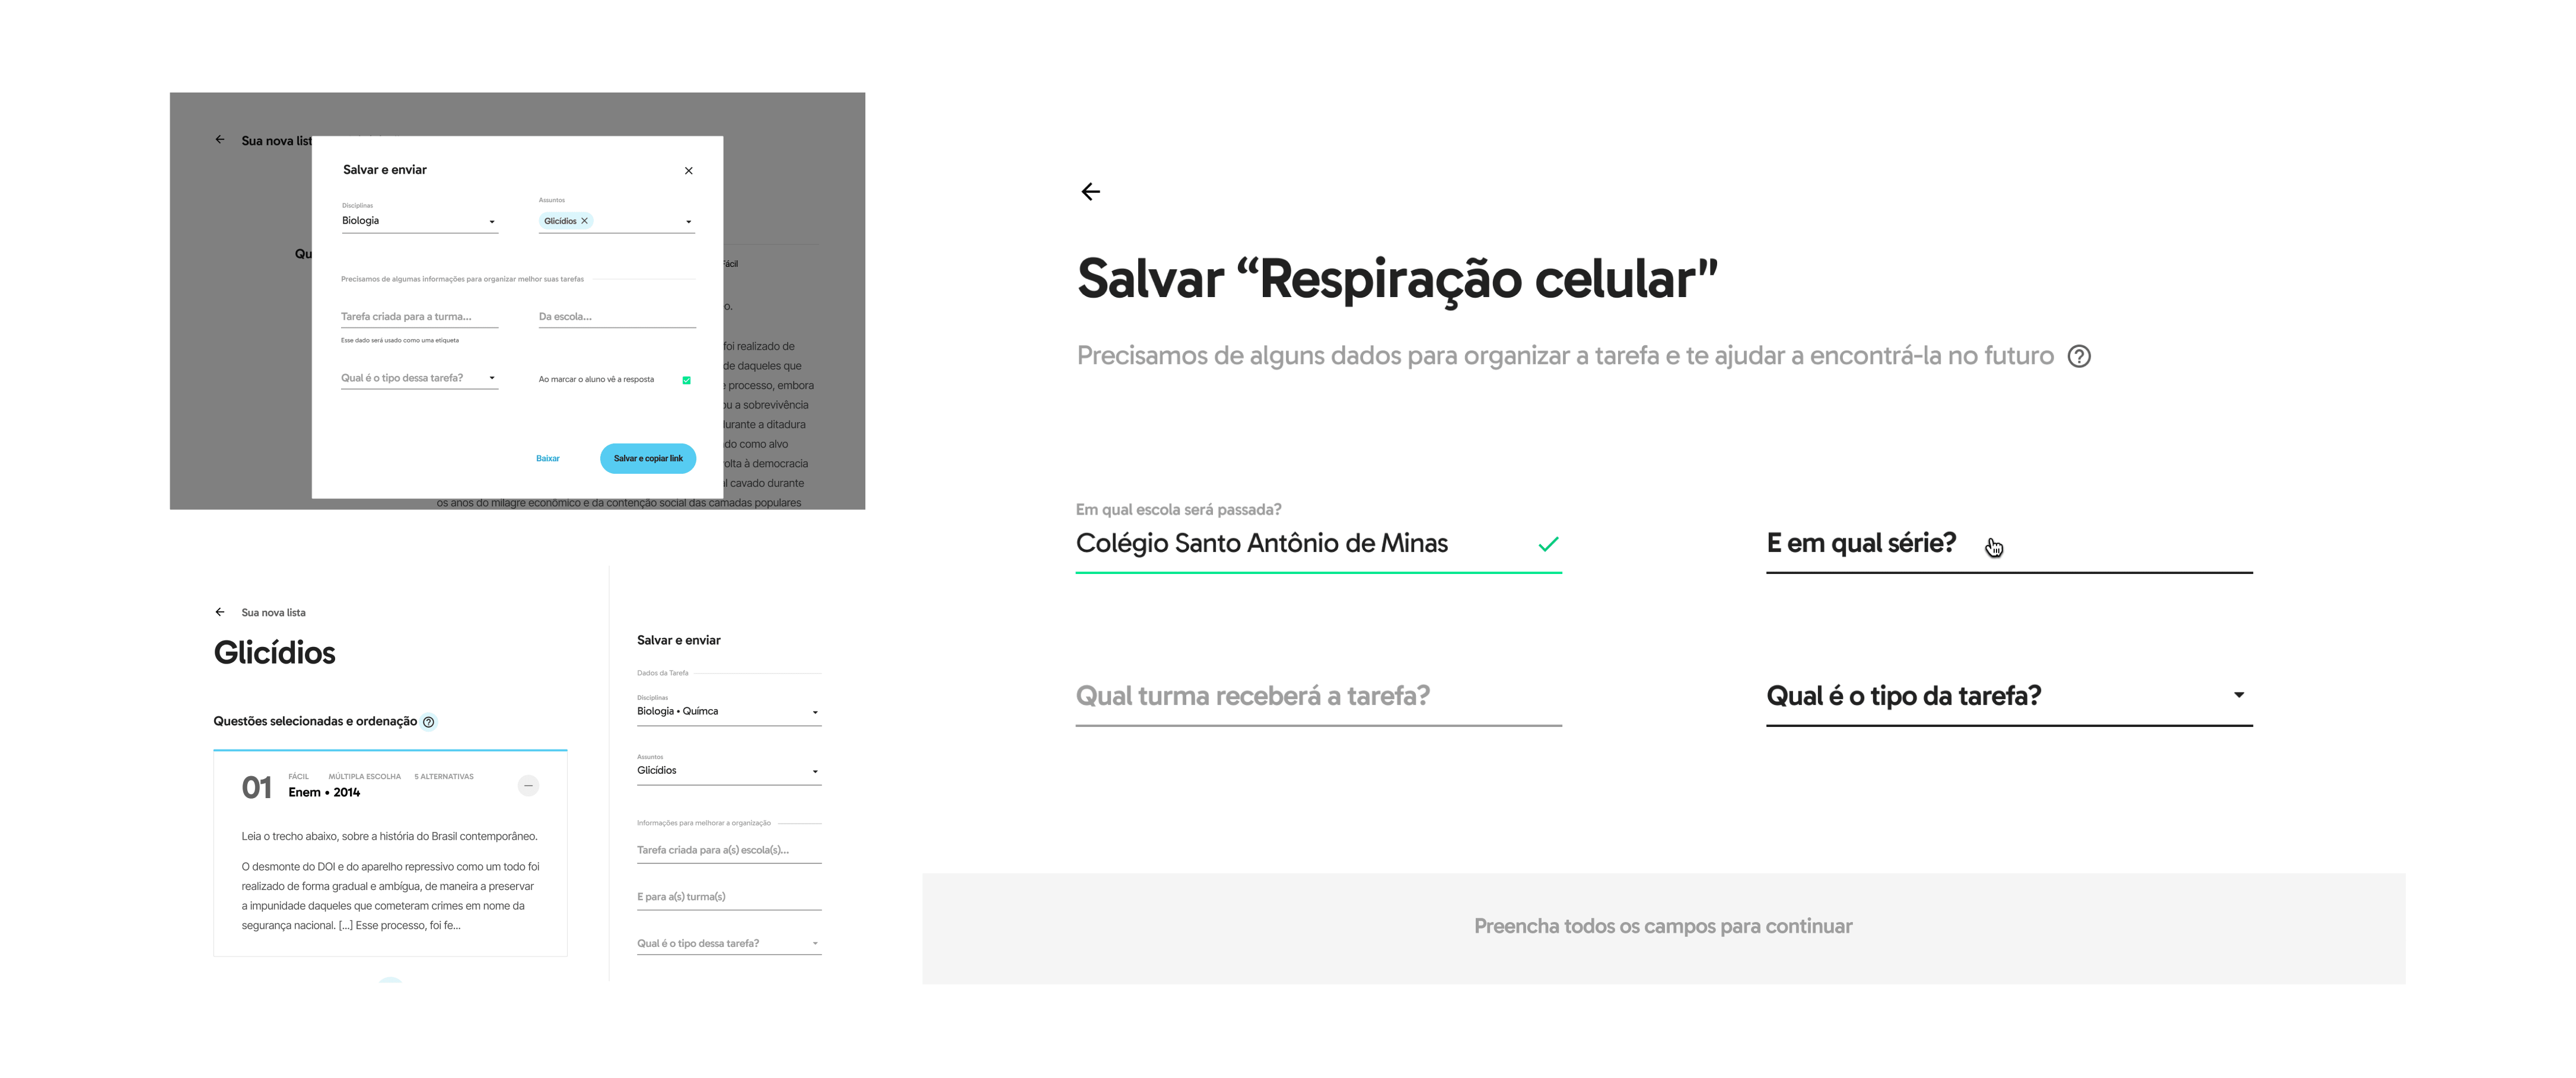 Sua nova list
Salvar e enviar
Disciplinas
Biologia
Assuntos
Glicídios
Qu
Fácil
Precisamos de algumas informações para organizar melhor suas tarefas
o.
Tarefa criada para a turma...
Da escola...
Esse dado será usado como uma etiqueta
foi realizado de
de daqueles que
Qual é o tipo dessa tarefa?
Ao marcar o aluno vê a resposta
processo, embora
ou a sobrevivência
durante a ditadura
do como alvo
Baixar
Salvar e copiar link
volta à democracia
l cavado durante
os anos do milagre econômico e da contenção social das camadas populares
Sua nova lista
Glicídios
Questões selecionadas e ordenação
01
FÁCIL MÚLTIPLA ESCOLHA 5 ALTERNATIVAS
Enem • 2014
Leia o trecho abaixo, sobre a história do Brasil contemporâneo.
O desmonte do DOI e do aparelho repressivo como um todo foi
realizado de forma gradual e ambígua, de maneira a preservar
a impunidade daqueles que cometeram crimes em nome da
segurança nacional. [...] Esse processo, foi fe...
Salvar e enviar
Dados da Tarefa
Disciplinas
Biologia • Químca
Assuntos
Glicídios
Informações para melhorar a organização
Tarefa criada para a(s) escola(s)...
E para a(s) turma(s)
Qual é o tipo dessa tarefa?
Salvar “Respiração celular"
Precisamos de alguns dados para organizar a tarefa e te ajudar a encontrá-la no futuro
Em qual escola será passada?
Colégio Santo Antônio de Minas
E em qual série?
Qual turma receberá a tarefa?
Qual é o tipo da tarefa?
Preencha todos os campos para continuar